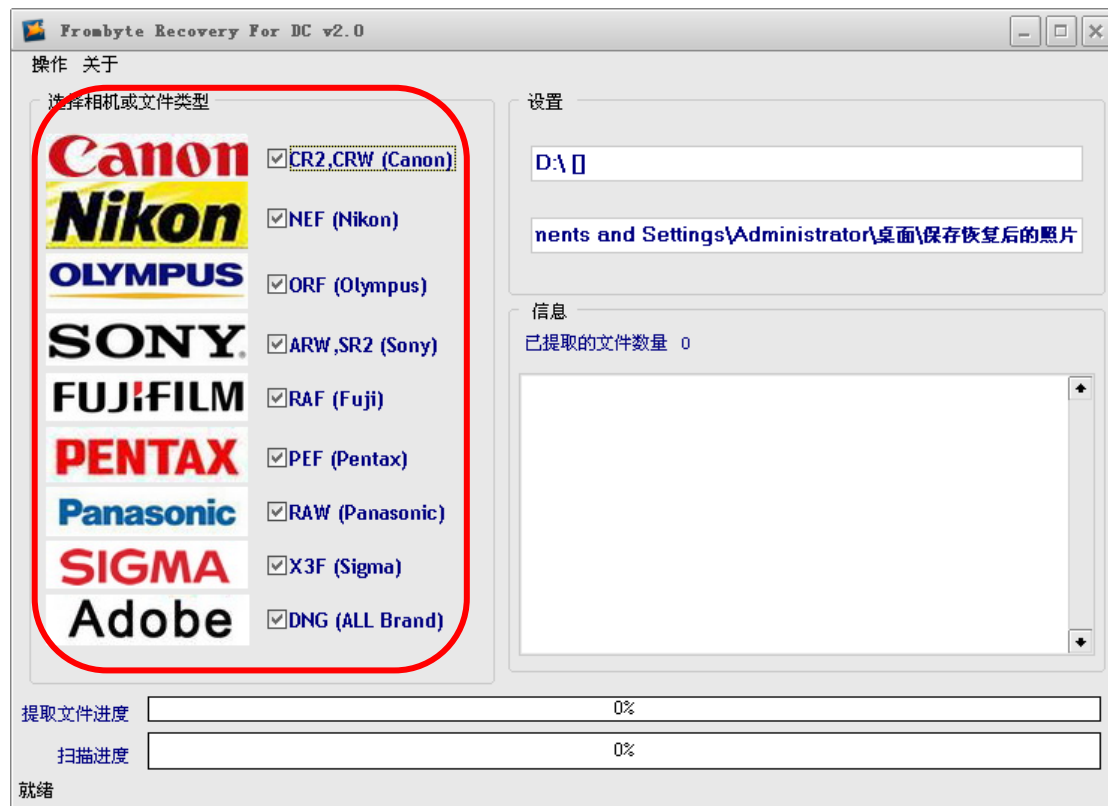 Frombyte Recovery For DC v2.0
操作 关于
选择相机或文件类型
Canon
CR2,CRW (Canon)
Nikon
NEF (Nikon)
OLYMPUS
ORF (Olympus)
SONY
ARW,SR2 (Sony)
FUJIFILM
RAF (Fuji)
PENTAX
PEF (Pentax)
Panasonic
RAW (Panasonic)
SIGMA
X3F (Sigma)
Adobe
DNG (ALL Brand)
设置
D:\ []
nents and Settings\Administrator\桌面\保存恢复后的照片
信息
已提取的文件数量 0
提取文件进度 0%
扫描进度 0%
就绪